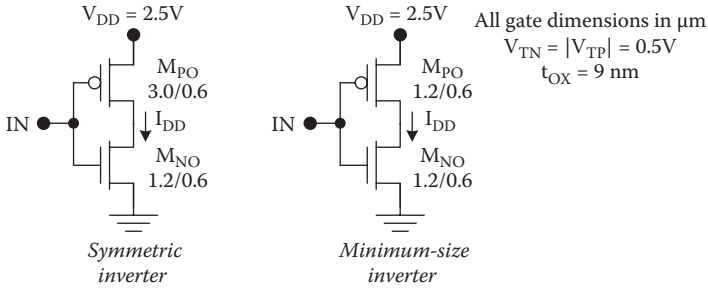 V_DD = 2.5V
M_PO
3.0/0.6
I_DD
IN
M_NO
1.2/0.6
Symmetric
inverter
V_DD = 2.5V
M_PO
1.2/0.6
I_DD
IN
M_NO
1.2/0.6
Minimum-size
inverter
All gate dimensions in µm
V_TN = |V_TP| = 0.5V
t_OX = 9 nm